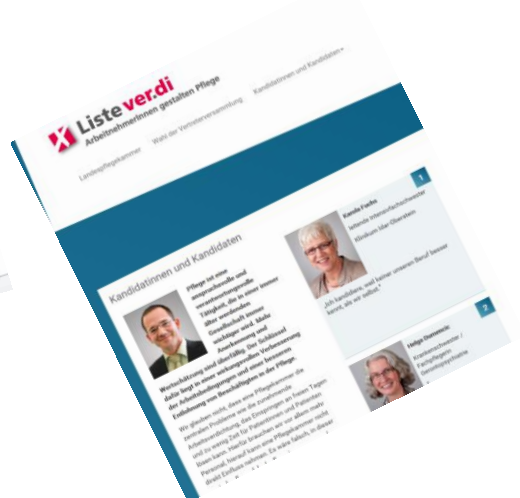 Liste ver.di
ArbeitnehmerInnen gestalten Pflege
Landespflegekammer
Wahl der Vertreterversammlung
Kandidatinnen und Kandidaten
Kandidatinnen und Kandidaten
Pflege ist eine
anspruchsvolle und
verantwortungsvolle
Tätigkeit, die in einer immer
älter werdenden
Gesellschaft immer
wichtiger wird. Mehr
Anerkennung und
Wertschätzung sind überfällig. Der Schlüssel
dafür liegt in einer wirkungsvollen Verbesserung
der Arbeitsbedingungen und einer besseren
Entlohnung von Beschäftigten in der Pflege.
Wir glauben nicht, dass eine Pflegekammer die
zentralen Probleme wie die zunehmende
Arbeitsverdichtung, das Einspringen an freien Tagen
und zu wenig Zeit für Patientinnen und Patienten
lösen kann. Hierfür brauchen wir vor allem mehr
Personal, hierauf kann eine Pflegekammer nicht
direkt Einfluss nehmen. Es wäre falsch, in dieser
1
Fuchs
leitende Intensivfachschwester
Klinikum Idar-Oberstein
„Ich kandidiere, weil keiner unseren Beruf besser
kennt, als wir selbst."
2
Helga
Krankenschwester /
Fachpflegerin
Gerontopsychiatrie